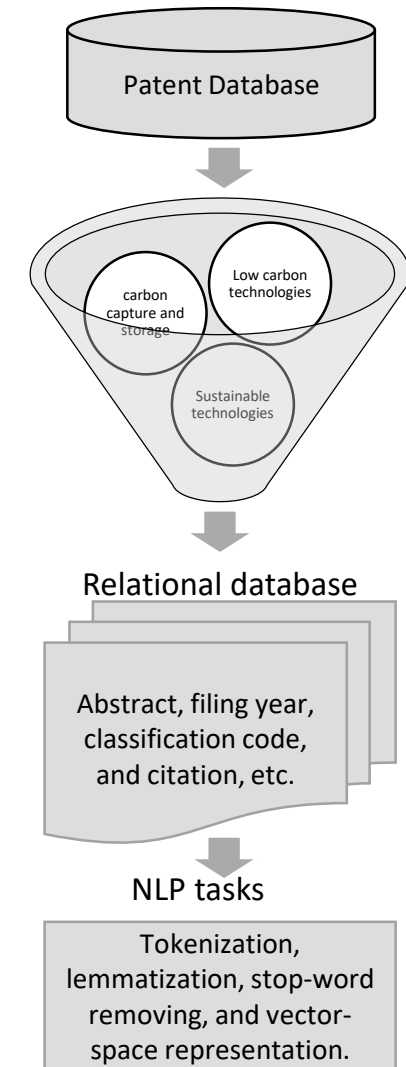 Patent Database
Low carbon
technologies
carbon
capture and
storage
Sustainable
technologies
Relational database
Abstract, filing year,
classification code,
and citation, etc.
NLP tasks
Tokenization,
lemmatization, stop-word
removing, and vector-
space representation.